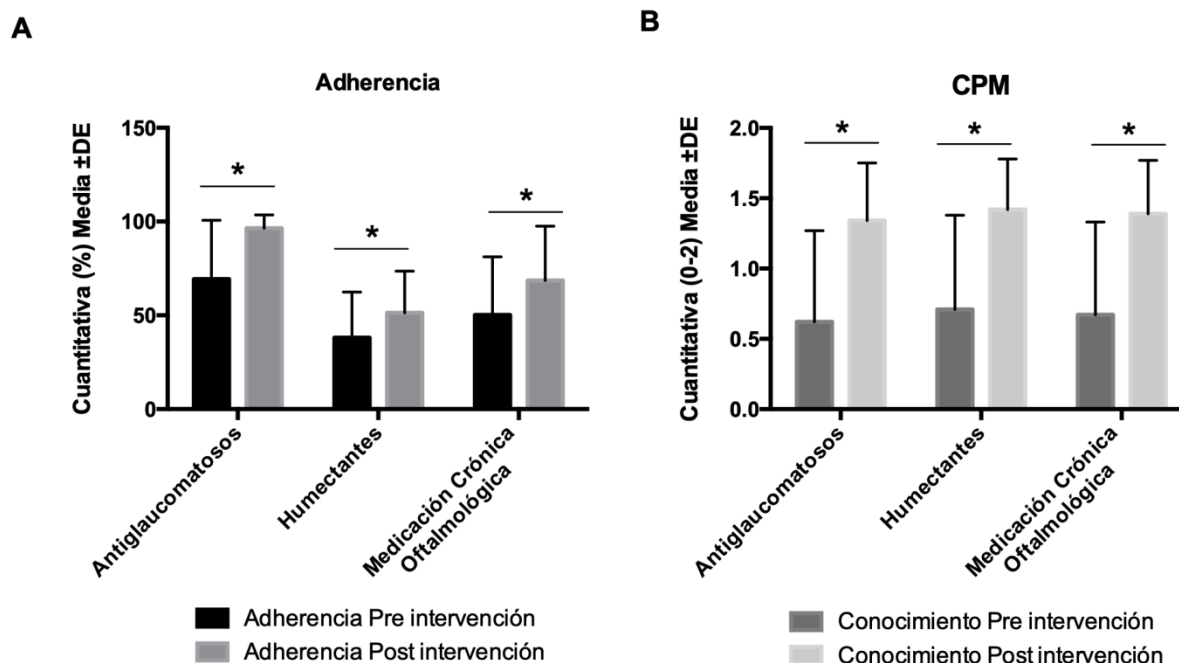 A
Adherencia
Cuantitativa (%) Media ±DE
150
100
50
0
*
*
*
Antiglaucomatosos
Humectantes
Medicación Crónica
Oftalmológica
Adherencia Pre intervención
Adherencia Post intervención
B
CPM
Cuantitativa (0-2) Media ±DE
2.0
1.5
1.0
0.5
0.0
*
*
*
Antiglaucomatosos
Humectantes
Medicación Crónica
Oftalmológica
Conocimiento Pre intervención
Conocimiento Post intervención